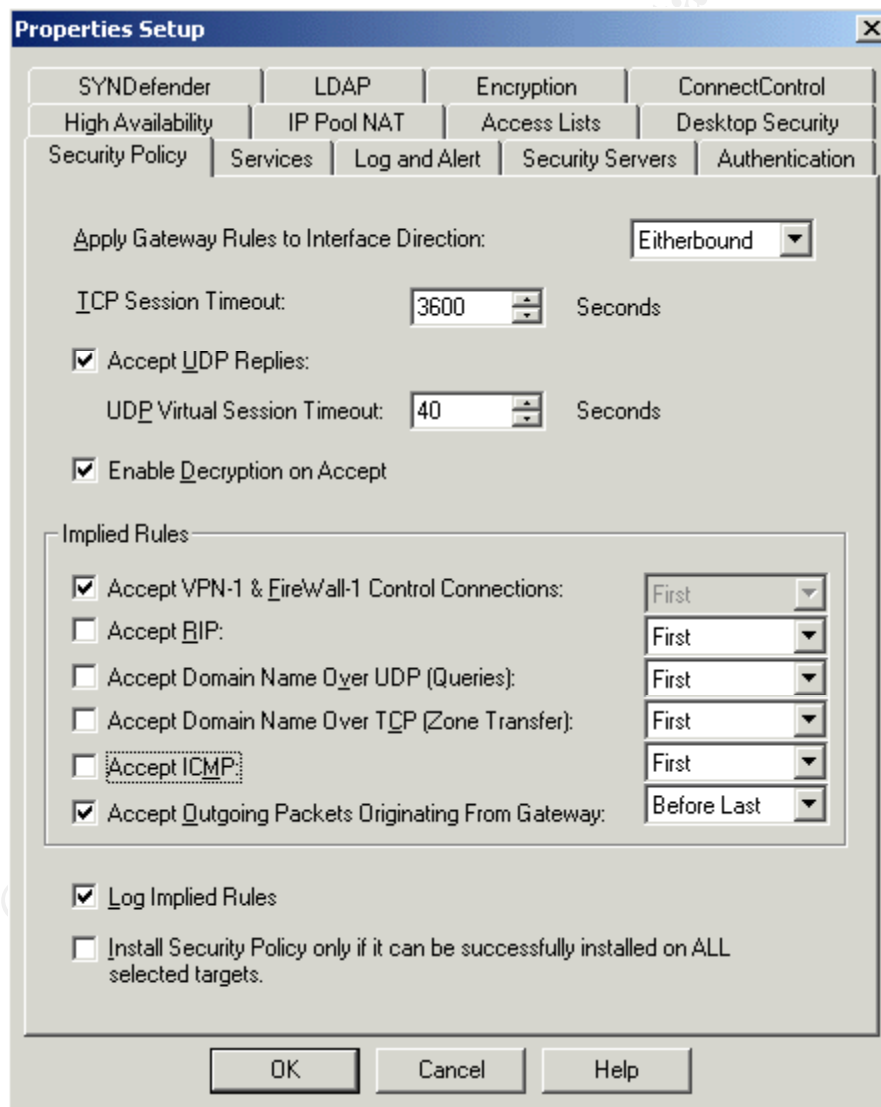 Properties Setup
SYNDefender LDAP Encryption ConnectControl
High Availability IP Pool NAT Access Lists Desktop Security
Security Policy Services Log and Alert Security Servers Authentication
Apply Gateway Rules to Interface Direction: Eitherbound
TCP Session Timeout: 3600 Seconds
Accept UDP Replies:
UDP Virtual Session Timeout: 40 Seconds
Enable Decryption on Accept
Implied Rules
Accept VPN-1 & FireWall-1 Control Connections: First
Accept RIP: First
Accept Domain Name Over UDP (Queries): First
Accept Domain Name Over TCP (Zone Transfer): First
Accept ICMP: First
Accept Outgoing Packets Originating From Gateway: Before Last
Log Implied Rules
Install Security Policy only if it can be successfully installed on ALL
selected targets.
OK Cancel Help